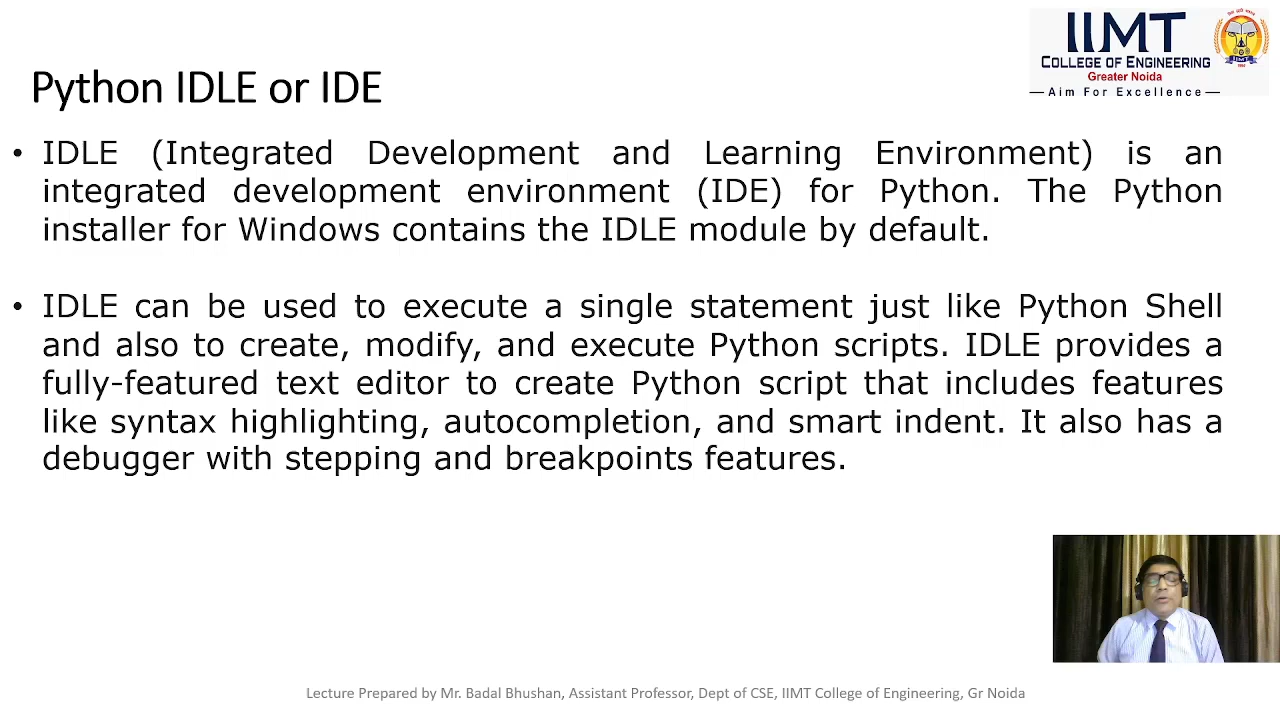 IIMT
COLLEGE OF ENGINEERING
Greater Noida
Aim For Excellence
Python IDLE or IDE
• IDLE (Integrated Development and Learning Environment) is an
integrated development environment (IDE) for Python. The Python
installer for Windows contains the IDLE module by default.
• IDLE can be used to execute a single statement just like Python Shell
and also to create, modify, and execute Python scripts. IDLE provides a
fully-featured text editor to create Python script that includes features
like syntax highlighting, autocompletion, and smart indent. It also has a
debugger with stepping and breakpoints features.
Lecture Prepared by Mr. Badal Bhushan, Assistant Professor, Dept of CSE, IIMT College of Engineering, Gr Noida